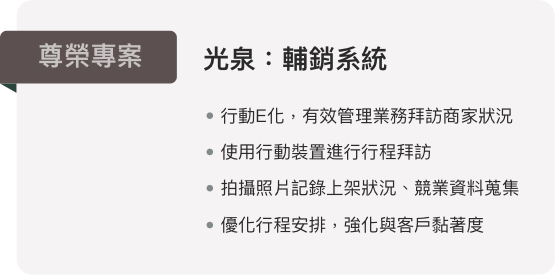 尊榮專案
光泉：輔銷系統
• 行動E化，有效管理業務拜訪商家狀況
• 使用行動裝置進行行程拜訪
• 拍攝照片記錄上架狀況、競業資料蒐集
• 優化行程安排，強化與客戶黏著度